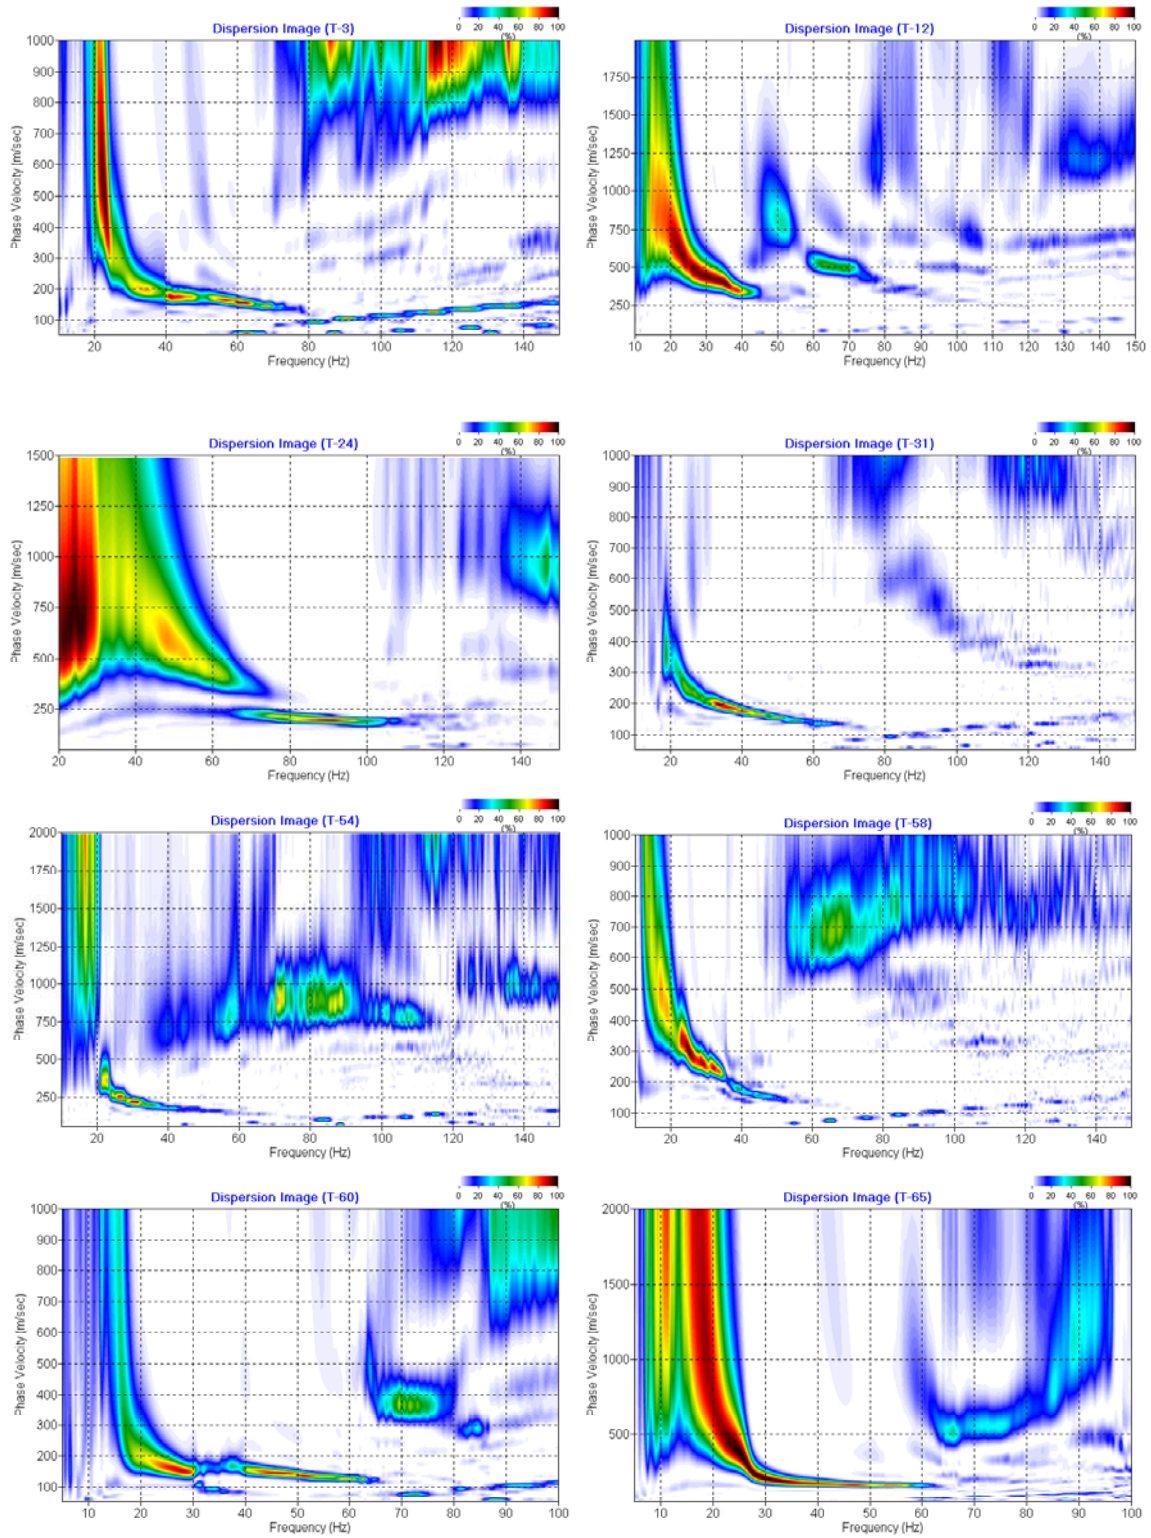 0 20 40 60 80 100
(%)
Dispersion Image (T-3)
Phase Velocity (m/sec)
1000
900
800
700
600
500
400
300
200
100
20 40 60 80 100 120 140
Frequency (Hz)
0 20 40 60 80 100
(%)
Dispersion Image (T-12)
Phase Velocity (m/sec)
1750
1500
1250
1000
750
500
250
10 20 30 40 50 60 70 80 90 100 110 120 130 140 150
Frequency (Hz)
0 20 40 60 80 100
(%)
Dispersion Image (T-24)
Phase Velocity (m/sec)
1500
1250
1000
750
500
250
20 40 60 80 100 120 140
Frequency (Hz)
0 20 40 60 80 100
(%)
Dispersion Image (T-31)
Phase Velocity (m/sec)
1000
900
800
700
600
500
400
300
200
100
20 40 60 80 100 120 140
Frequency (Hz)
0 20 40 60 80 100
(%)
Dispersion Image (T-54)
Phase Velocity (m/sec)
2000
1750
1500
1250
1000
750
500
250
20 40 60 80 100 120 140
Frequency (Hz)
0 20 40 60 80 100
(%)
Dispersion Image (T-58)
Phase Velocity (m/sec)
1000
900
800
700
600
500
400
300
200
100
20 40 60 80 100 120 140
Frequency (Hz)
0 20 40 60 80 100
(%)
Dispersion Image (T-60)
Phase Velocity (m/sec)
1000
900
800
700
600
500
400
300
200
100
10 20 30 40 50 60 70 80 90 100
Frequency (Hz)
0 20 40 60 80 100
(%)
Dispersion Image (T-65)
Phase Velocity (m/sec)
2000
1500
1000
500
10 20 30 40 50 60 70 80 90 100
Frequency (Hz)